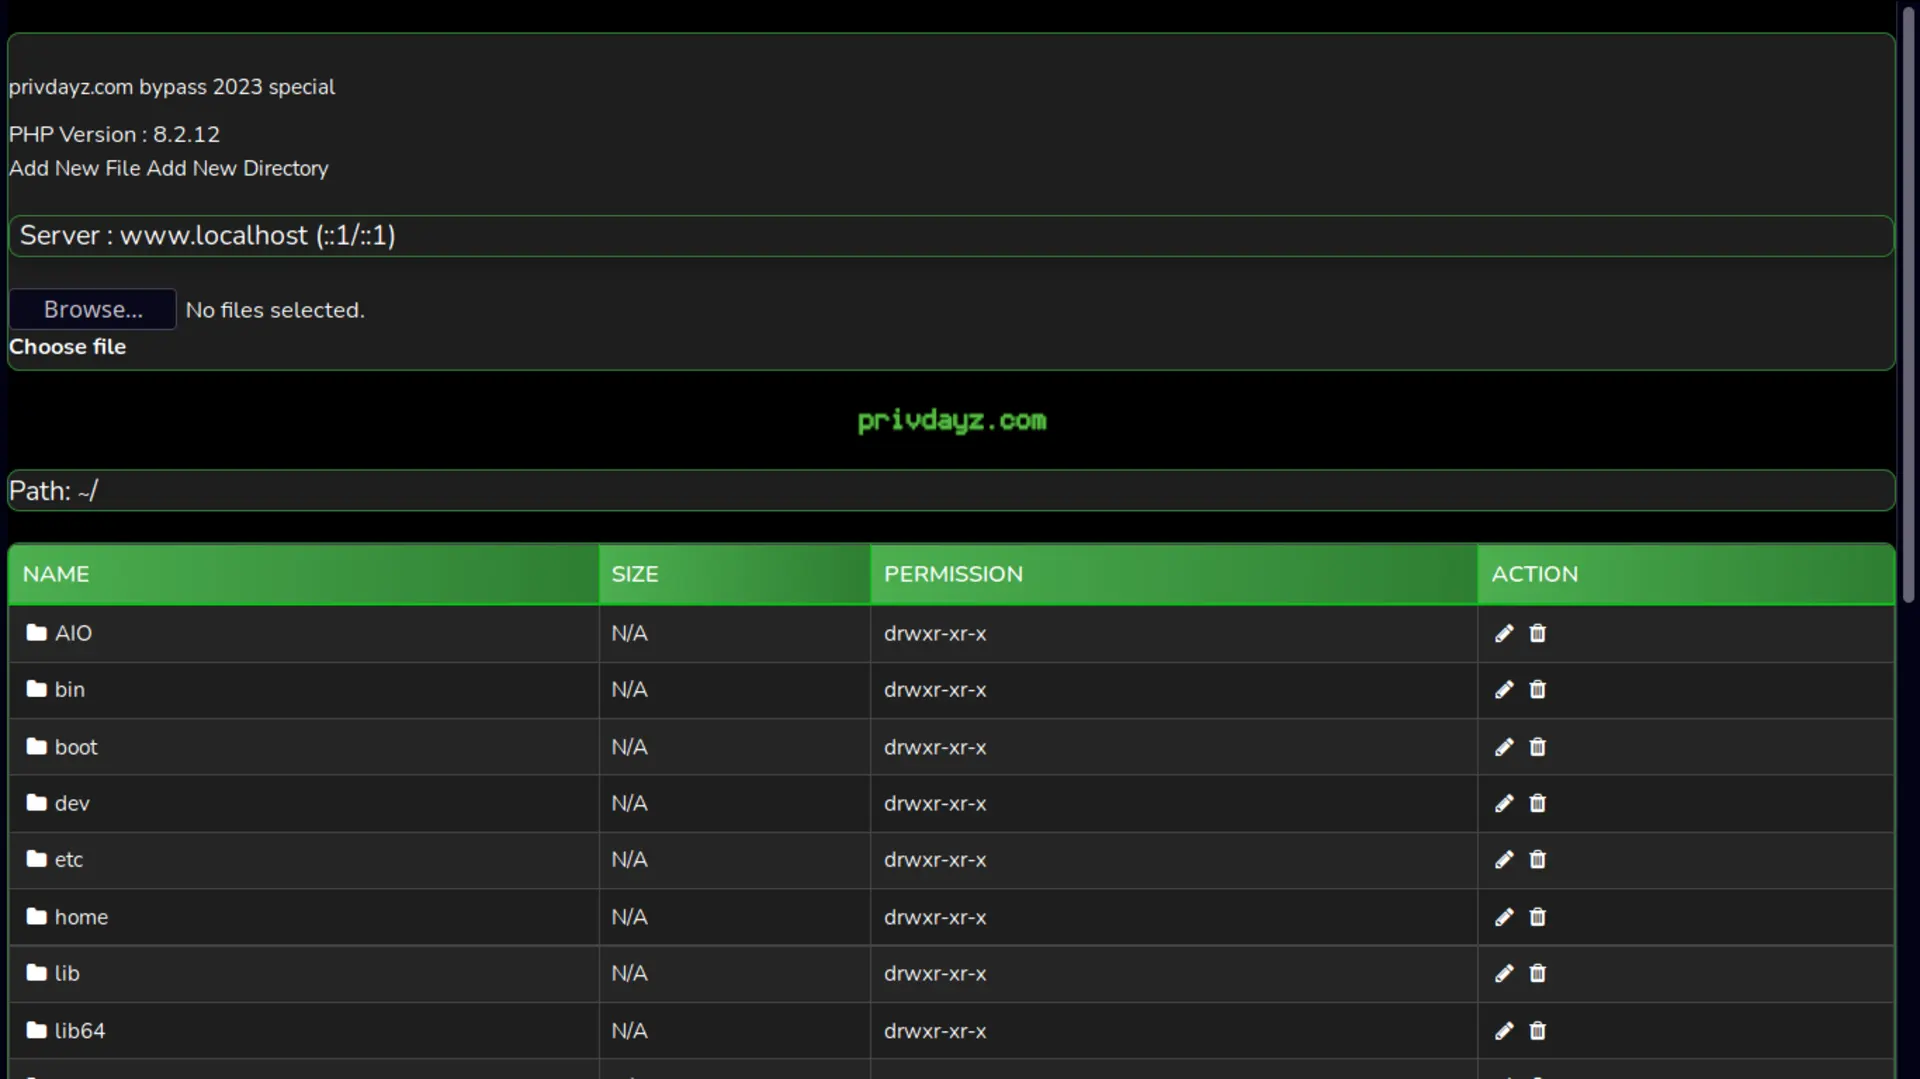 privdayz.com bypass 2023 special
PHP Version : 8.2.12
Add New File Add New Directory
Server : www.localhost (::1/::1)
Browse... No files selected.
Choose file
privdayz.com
Path: ~/
NAME SIZE PERMISSION ACTION
AIO N/A drwxr-xr-x
bin N/A drwxr-xr-x
boot N/A drwxr-xr-x
dev N/A drwxr-xr-x
etc N/A drwxr-xr-x
home N/A drwxr-xr-x
lib N/A drwxr-xr-x
lib64 N/A drwxr-xr-x